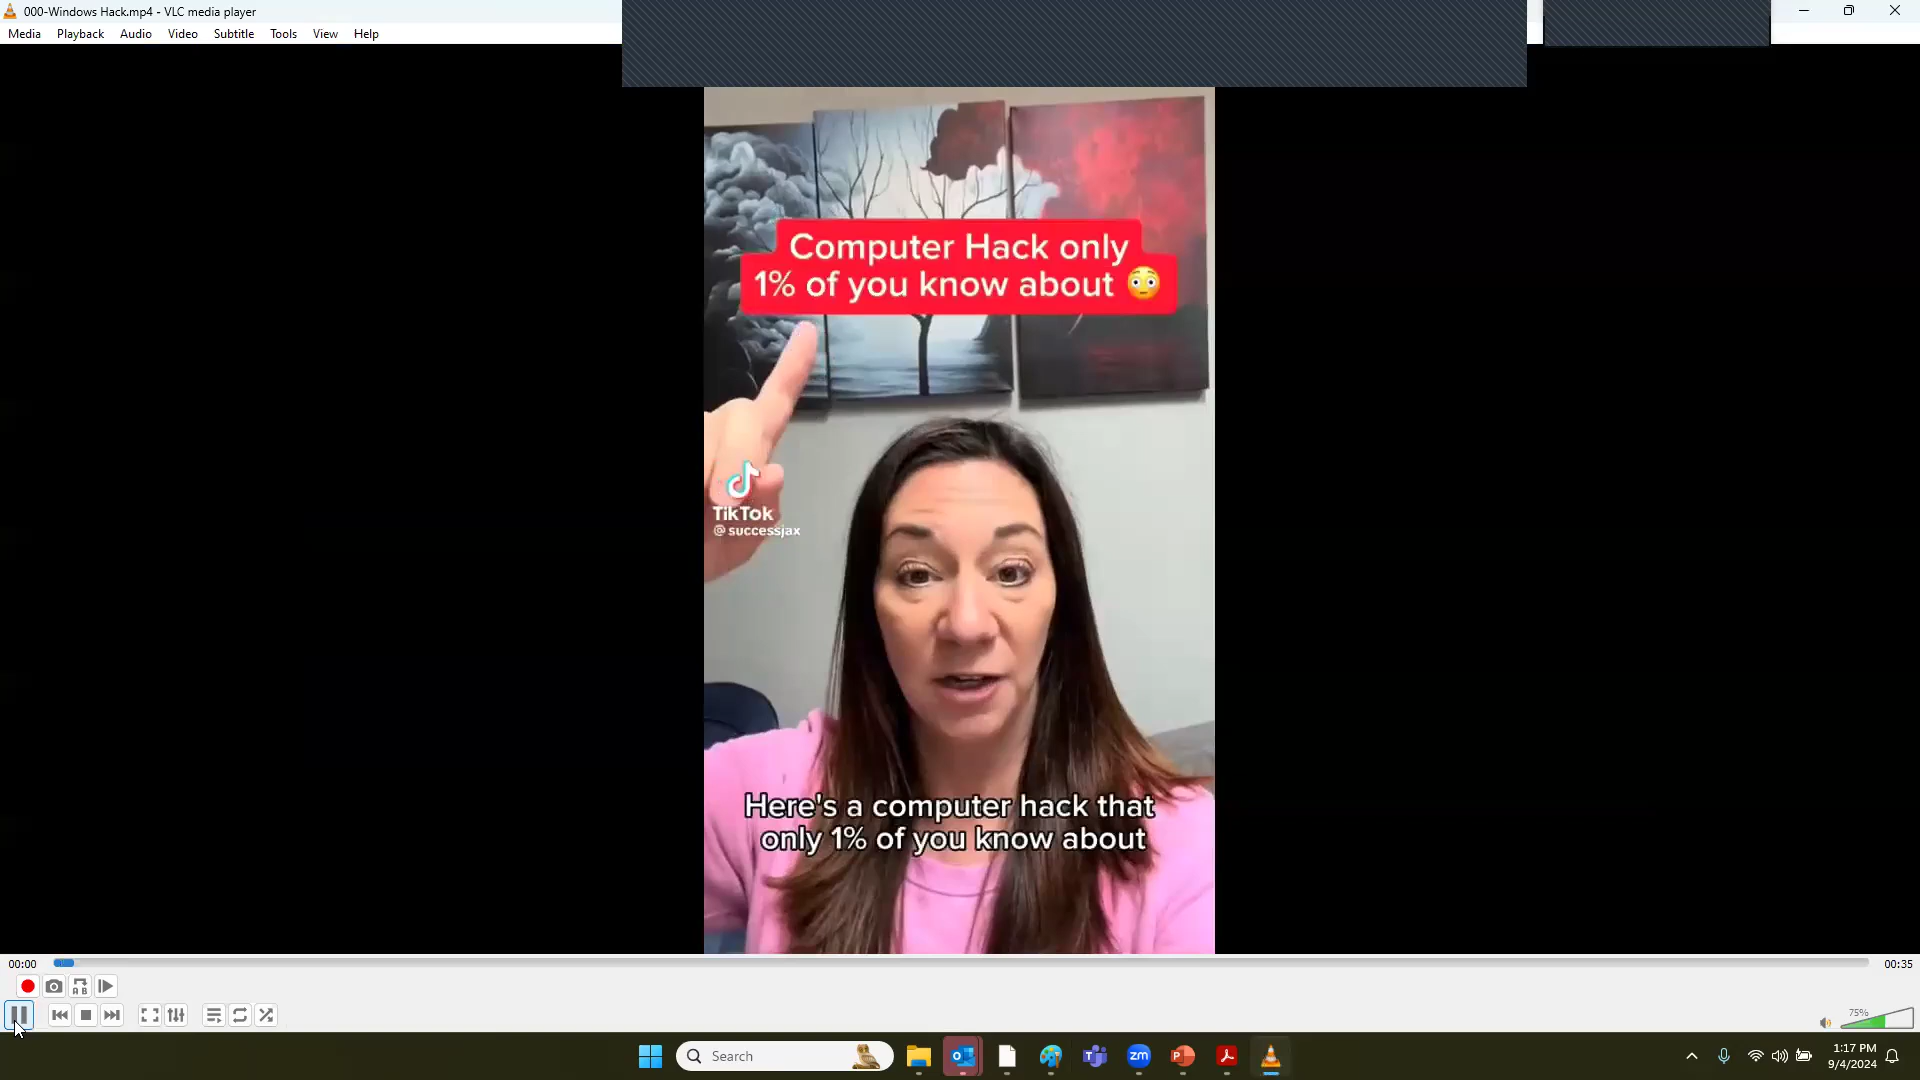 000-Windows Hack.mp4 - VLC media player
Media Playback Audio Video Subtitle Tools View Help
Computer Hack only
1% of you know about 😳
TikTok
@successjax
Here's a computer hack that
only 1% of you know about
00:00
00:35
75%
Search
zm
1:17 PM
9/4/2024